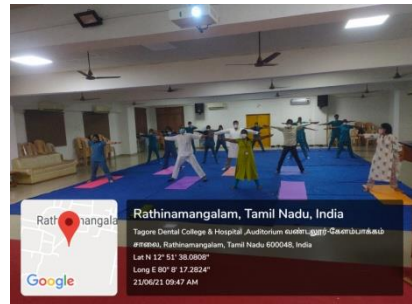 Rathinamangala
Google
Rathinamangalam, Tamil Nadu, India
Tagore Dental College & Hospital ,Auditorium வண்டலூர்-கேளம்பாக்கம்
சாலை, Rathinamangalam, Tamil Nadu 600048, India
Lat N 12° 51' 38.0808"
Long E 80° 8' 17.2824"
21/06/21 09:47 AM